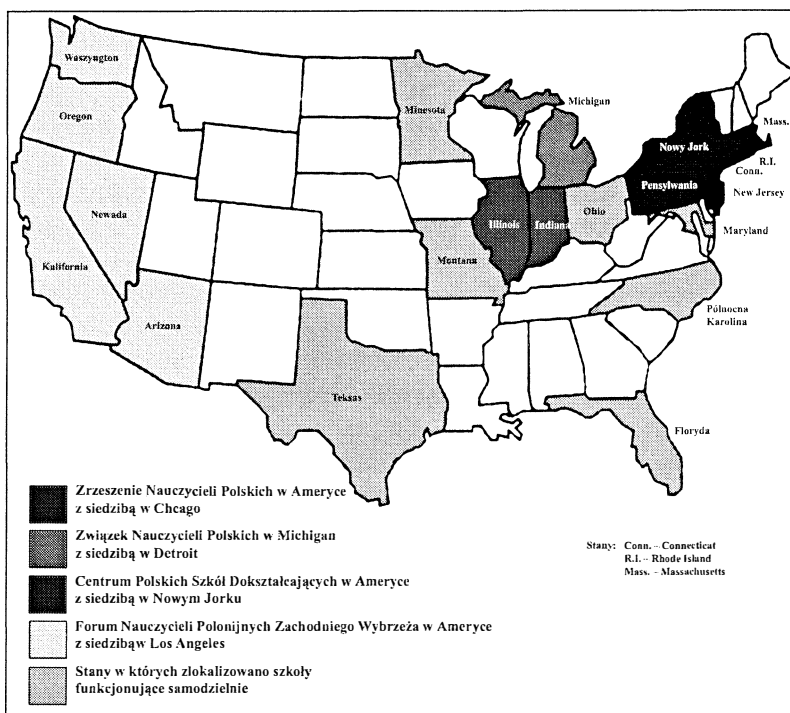 Waszyngton
Oregon
Kalifornia
Newada
Arizona
Teksas
Minesota
Montana
Illinois
Indiana
Michigan
Ohio
Nowy Jork
Pensylwania
Mass.
R.I.
Conn.
New Jersey
Maryland
Północna
Karolina
Floryda
Zrzeszenie Nauczycieli Polskich w Ameryce
z siedzibą w Chcago
Związek Nauczycieli Polskich w Michigan
z siedzibą w Detroit
Centrum Polskich Szkól Dokształcających w Ameryce
z siedzibą w Nowym Jorku
Forum Nauczycieli Polonijnych Zachodniego Wybrzeża w Ameryce
z siedzibąw Los Angeles
Stany w których zlokalizowano szkoły
funkcjonujące samodzielnie
Stany: Conn. – Connecticat
R.I. – Rhode Island
Mass. - Massachusetts